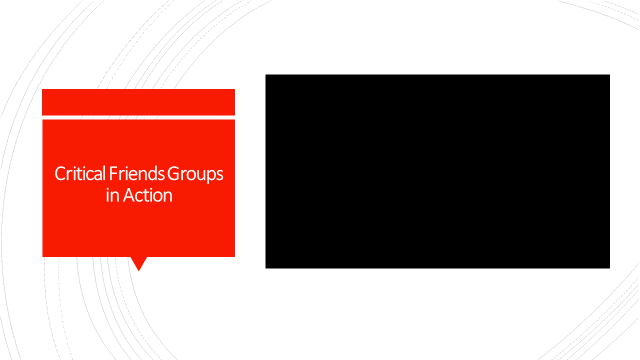 Critical Friends Groups
in Action